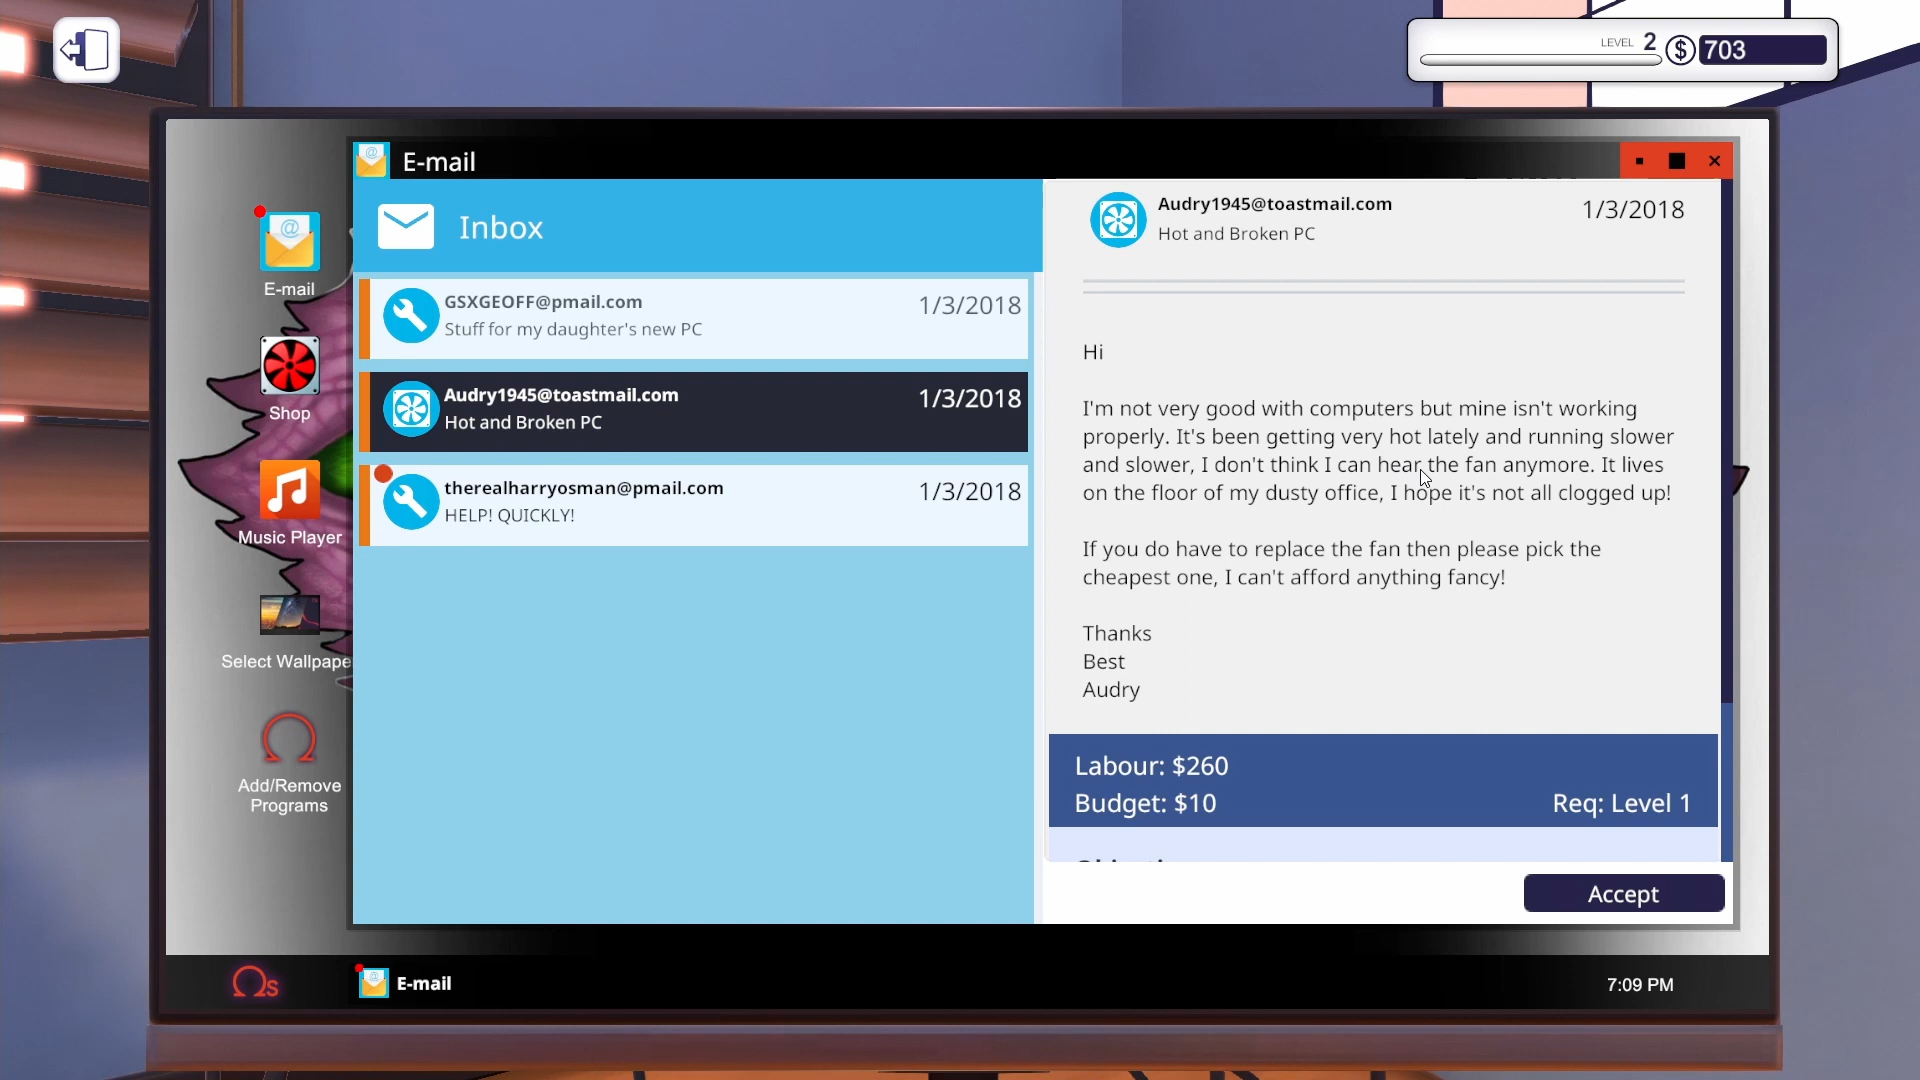 LEVEL 2 $ 703
E-mail
Inbox
GSXGEOFF@pmail.com 1/3/2018
Stuff for my daughter's new PC
Audry1945@toastmail.com 1/3/2018
Hot and Broken PC
therealharryosman@pmail.com 1/3/2018
HELP! QUICKLY!
Audry1945@toastmail.com 1/3/2018
Hot and Broken PC
Hi
I'm not very good with computers but mine isn't working
properly. It's been getting very hot lately and running slower
and slower, I don't think I can hear the fan anymore. It lives
on the floor of my dusty office, I hope it's not all clogged up!
If you do have to replace the fan then please pick the
cheapest one, I can't afford anything fancy!
Thanks
Best
Audry
Labour: $260
Budget: $10 Req: Level 1
Accept
E-mail
Shop
Music Player
Select Wallpape
Add/Remove
Programs
Ωs E-mail 7:09 PM